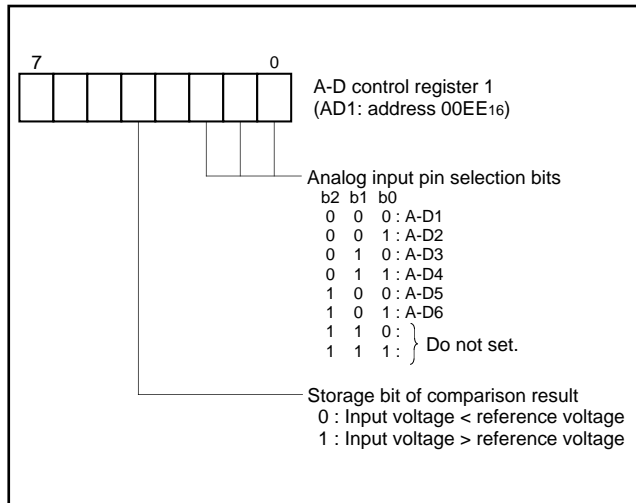 7 0
A-D control register 1
(AD1: address 00EE16)
Analog input pin selection bits
b2 b1 b0
0 0 0 : A-D1
0 0 1 : A-D2
0 1 0 : A-D3
0 1 1 : A-D4
1 0 0 : A-D5
1 0 1 : A-D6
1 1 0 :
1 1 1 :
Do not set.
Storage bit of comparison result
0 : Input voltage < reference voltage
1 : Input voltage > reference voltage